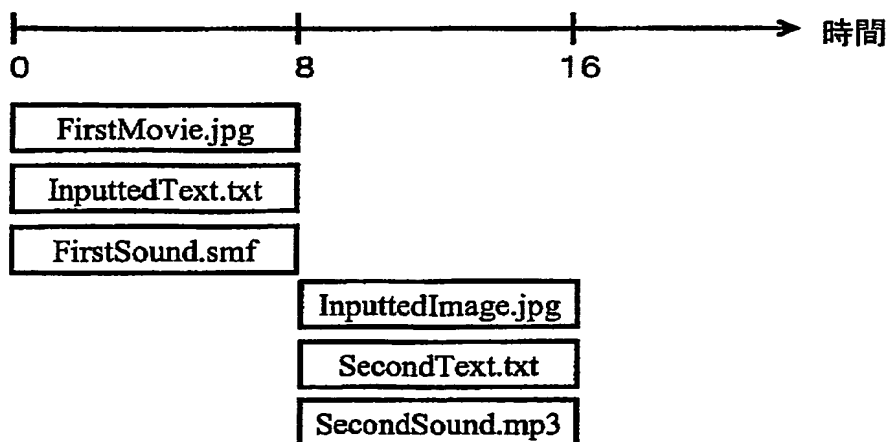 時間
0 8 16
FirstMovie.jpg
InputtedText.txt
FirstSound.smf
InputtedImage.jpg
SecondText.txt
SecondSound.mp3